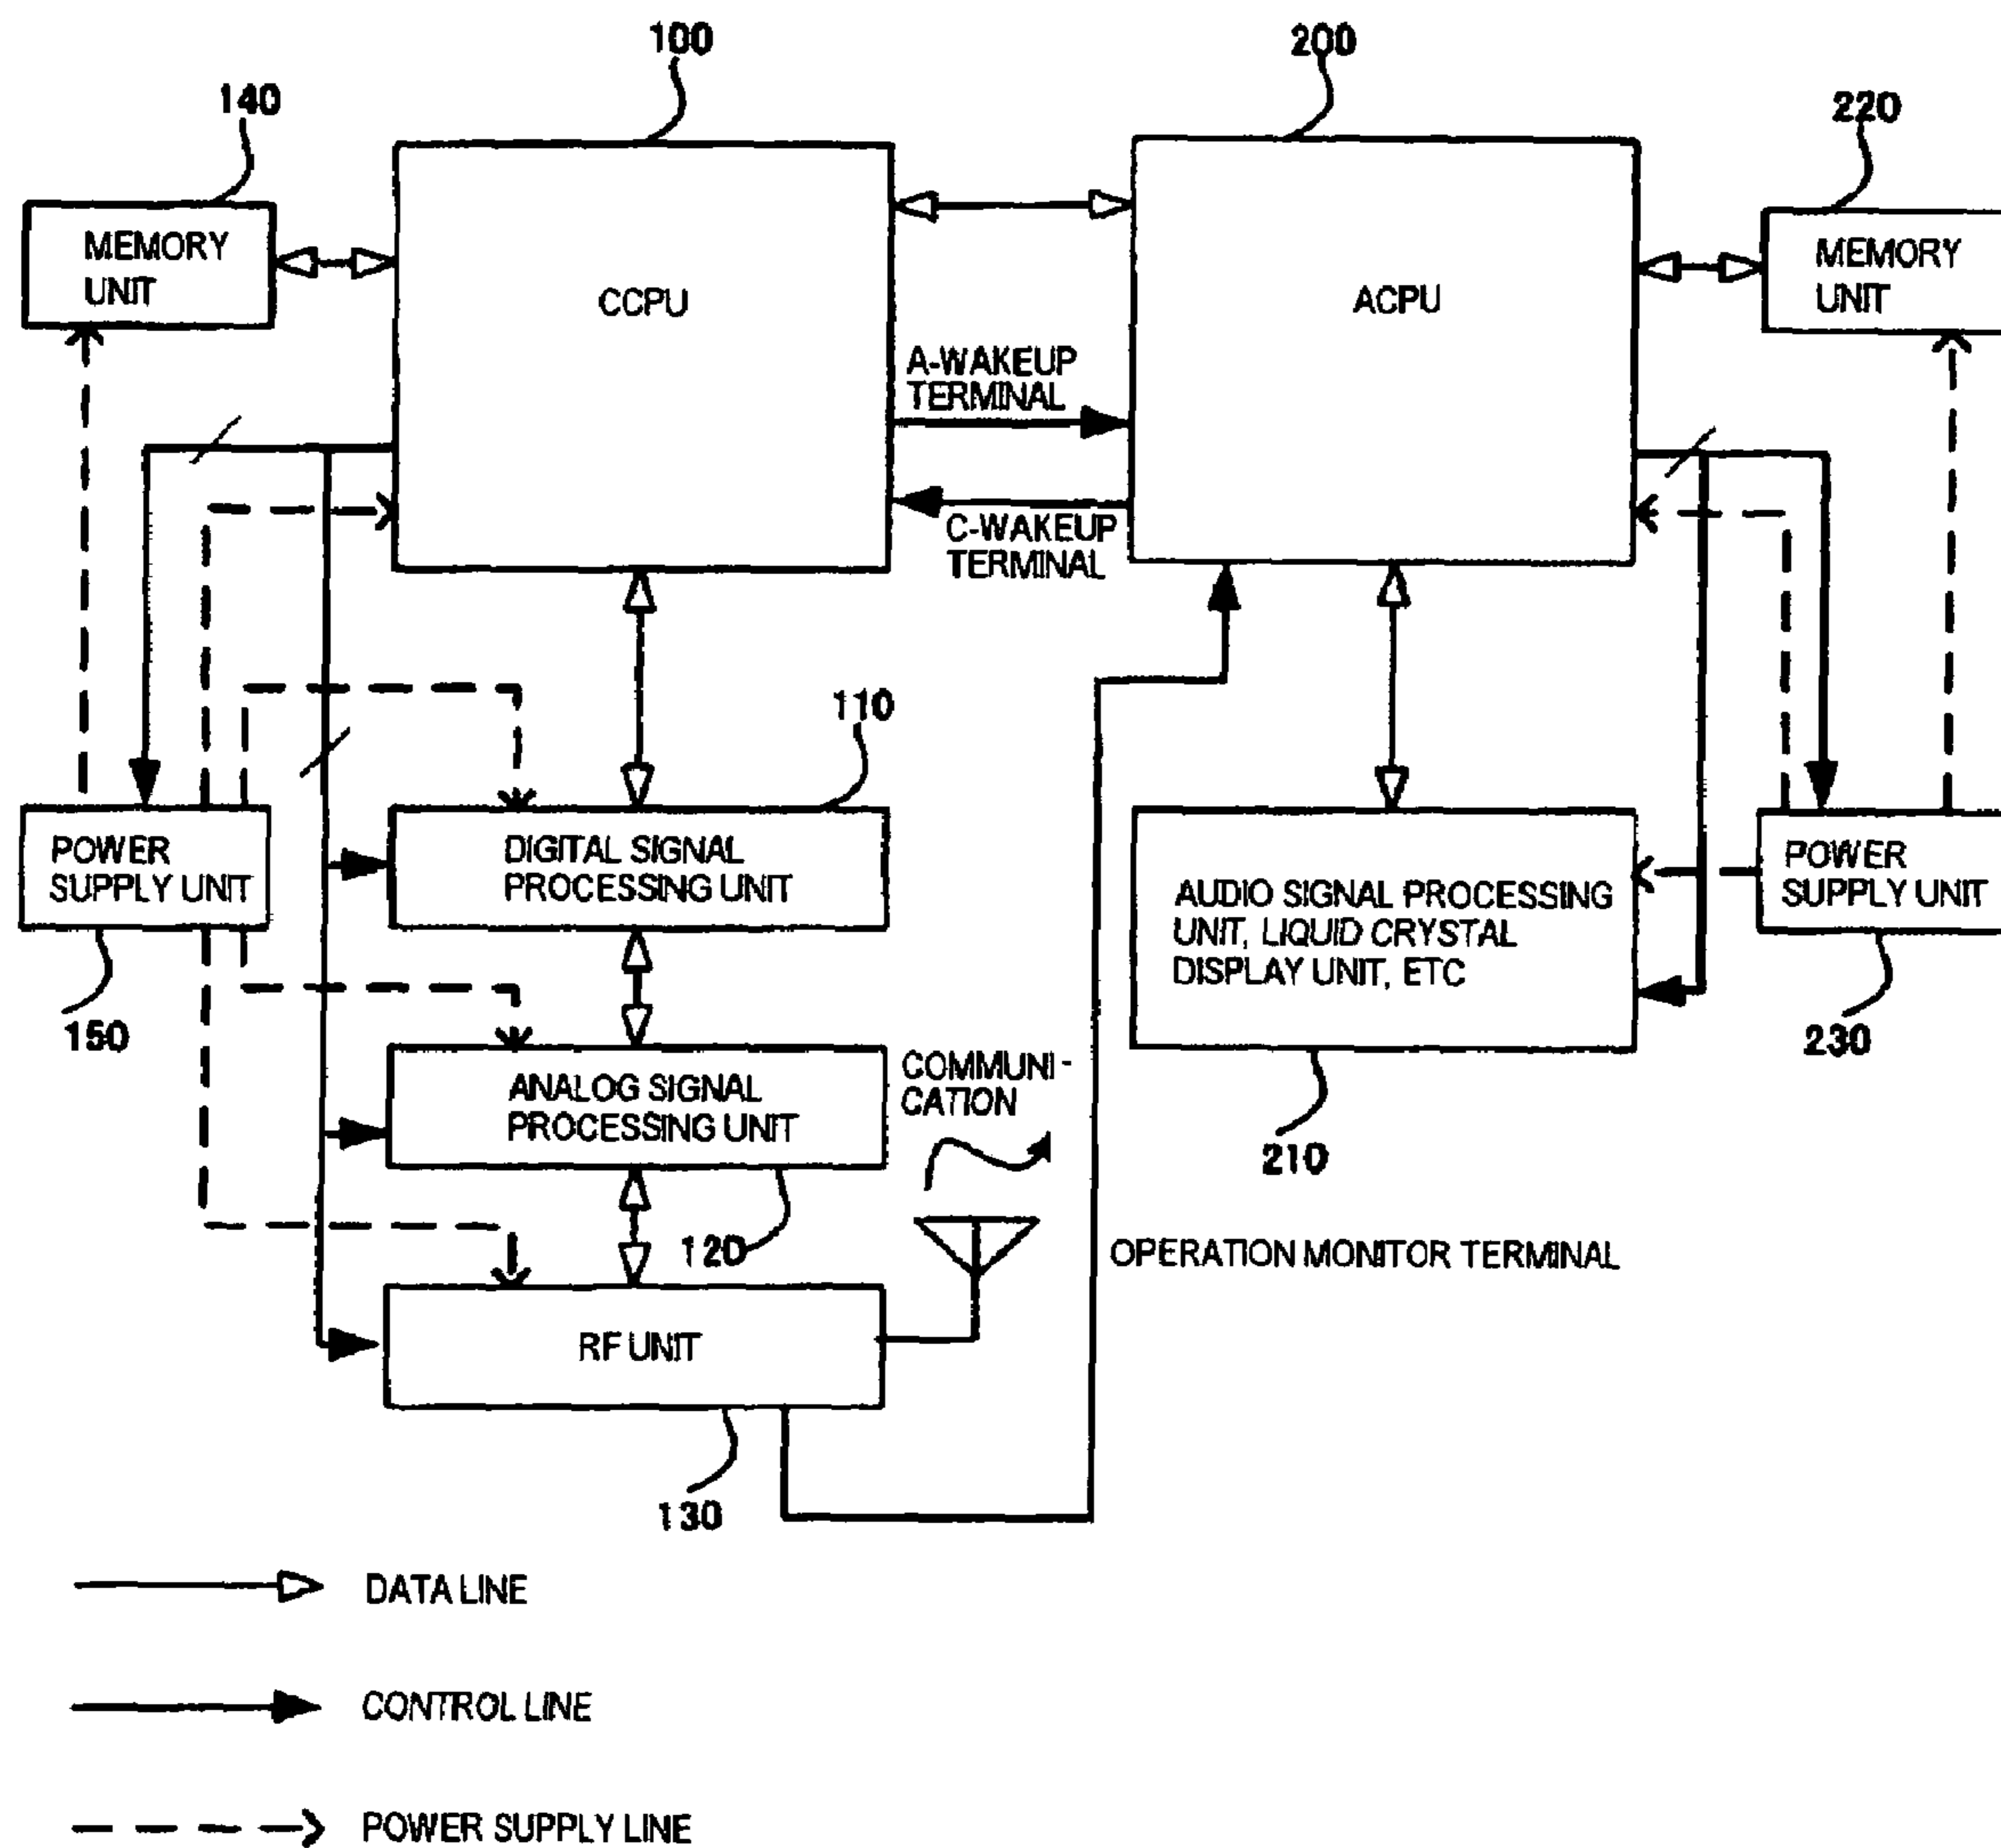 100
200
140
220
MEMORY
UNIT
CCPU
ACPU
MEMORY
UNIT
A-WAKEUP
TERMINAL
C-WAKEUP
TERMINAL
110
POWER
SUPPLY UNIT
DIGITAL SIGNAL
PROCESSING UNIT
AUDIO SIGNAL PROCESSING
UNIT, LIQUID CRYSTAL
DISPLAY UNIT, ETC
POWER
SUPPLY UNIT
150
230
ANALOG SIGNAL
PROCESSING UNIT
COMMUNI-
CATION
210
120
OPERATION MONITOR TERMINAL
RF UNIT
130
DATA LINE
CONTROL LINE
POWER SUPPLY LINE